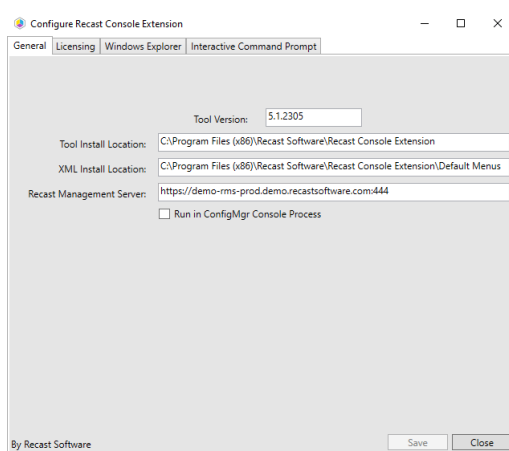 Configure Recast Console Extension
General Licensing Windows Explorer Interactive Command Prompt
Tool Version: 5.1.2305
Tool Install Location: C:\Program Files (x86)\Recast Software\Recast Console Extension
XML Install Location: C:\Program Files (x86)\Recast Software\Recast Console Extension\Default Menus
Recast Management Server: https://demo-rms-prod.demo.recastsoftware.com:444
Run in ConfigMgr Console Process
By Recast Software Save Close